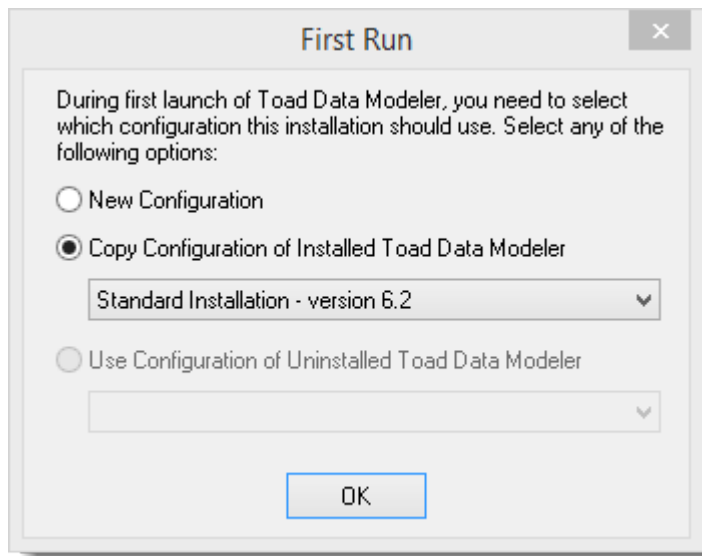 First Run
During first launch of Toad Data Modeler, you need to select
which configuration this installation should use. Select any of the
following options:
New Configuration
Copy Configuration of Installed Toad Data Modeler
Standard Installation - version 6.2
Use Configuration of Uninstalled Toad Data Modeler
OK